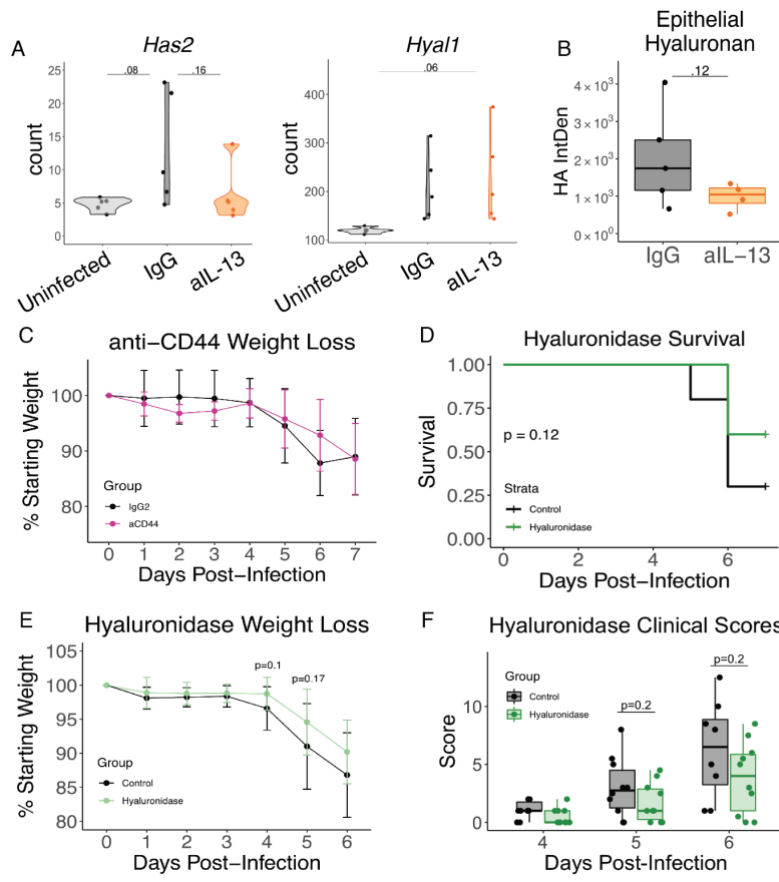 A
Has2
.08
.16
count
25
20
15
10
5
0
Uninfected
IgG
aIL-13
Hyal1
.06
count
400
300
200
100
Uninfected
IgG
aIL-13
B
Epithelial
Hyaluronan
.12
HA IntDen
4×10³
3×10³
2×10³
1×10³
0×10⁰
IgG
aIL-13
C
anti−CD44 Weight Loss
% Starting Weight
100
90
80
Group
IgG2
aCD44
0 1 2 3 4 5 6 7
Days Post−Infection
D
Hyaluronidase Survival
Survival
1.00
0.75
0.50
0.25
0.00
p = 0.12
Strata
Control
Hyaluronidase
0 2 4 6
Days Post−Infection
E
Hyaluronidase Weight Loss
% Starting Weight
105
100
95
90
85
80
p=0.1
p=0.17
Group
Control
Hyaluronidase
0 1 2 3 4 5 6
Days Post−Infection
F
Hyaluronidase Clinical Scores
Score
10
5
0
Group
Control
Hyaluronidase
p=0.2
p=0.2
4 5 6
Days Post-Infection